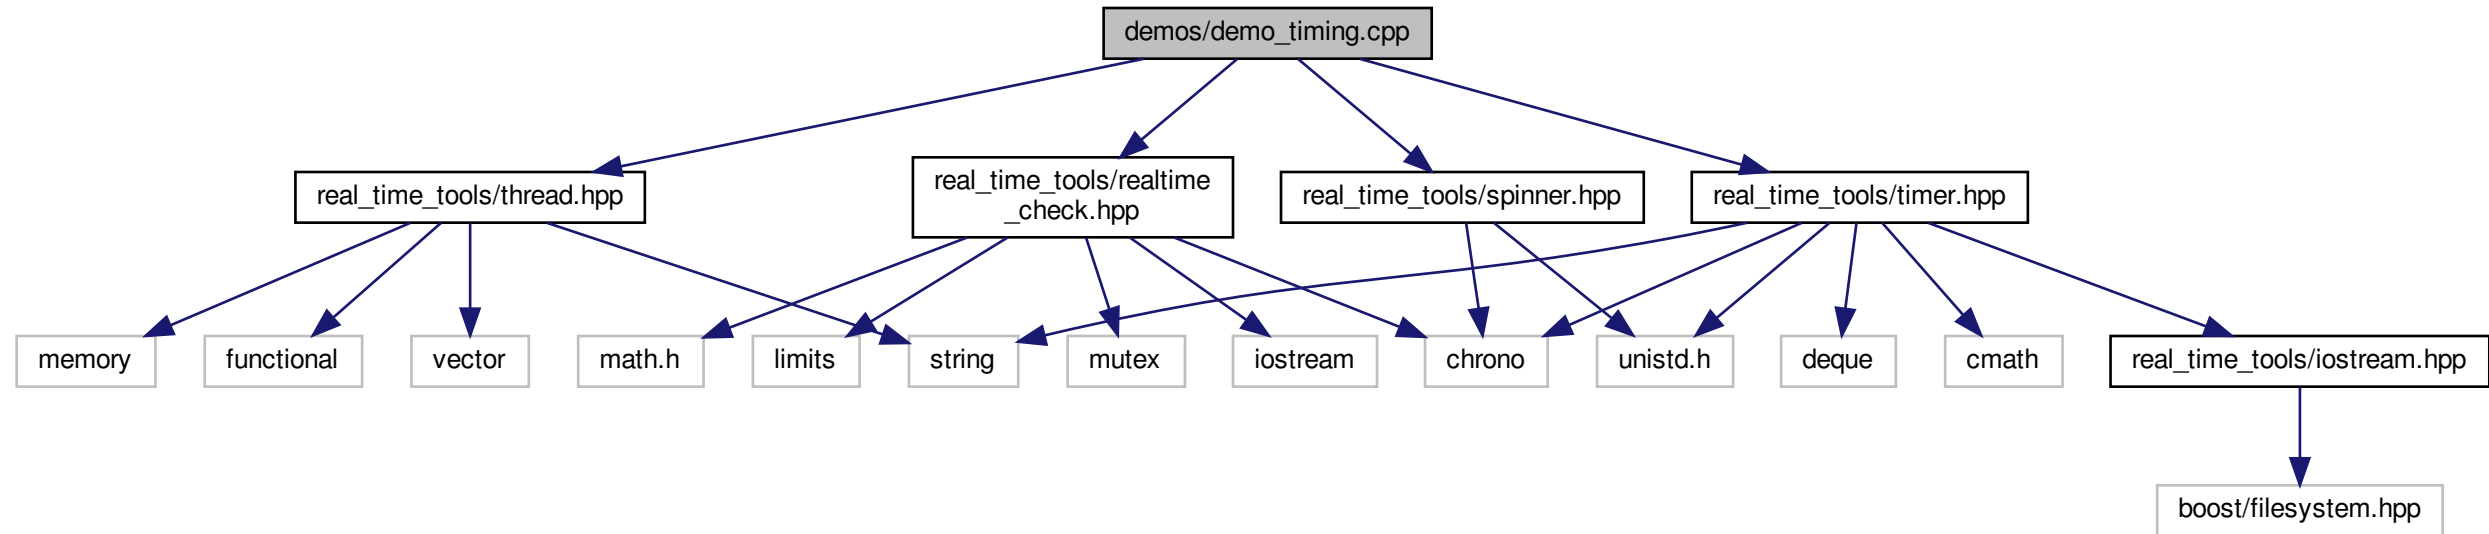 demos/demo_timing.cpp
real_time_tools/thread.hpp
real_time_tools/realtime
_check.hpp
real_time_tools/spinner.hpp
real_time_tools/timer.hpp
memory
functional
vector
math.h
limits
string
mutex
iostream
chrono
unistd.h
deque
cmath
real_time_tools/iostream.hpp
boost/filesystem.hpp